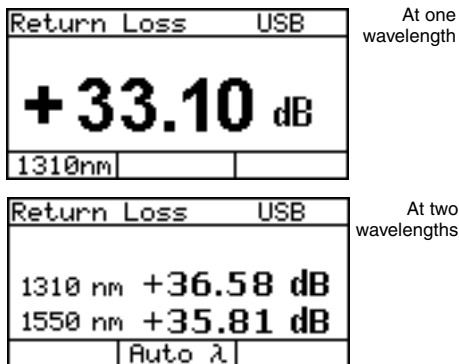 Return Loss USB
At one
wavelength
+33.10 dB
1310nm
Return Loss USB
At two
wavelengths
1310 nm +36.58 dB
1550 nm +35.81 dB
Auto λ